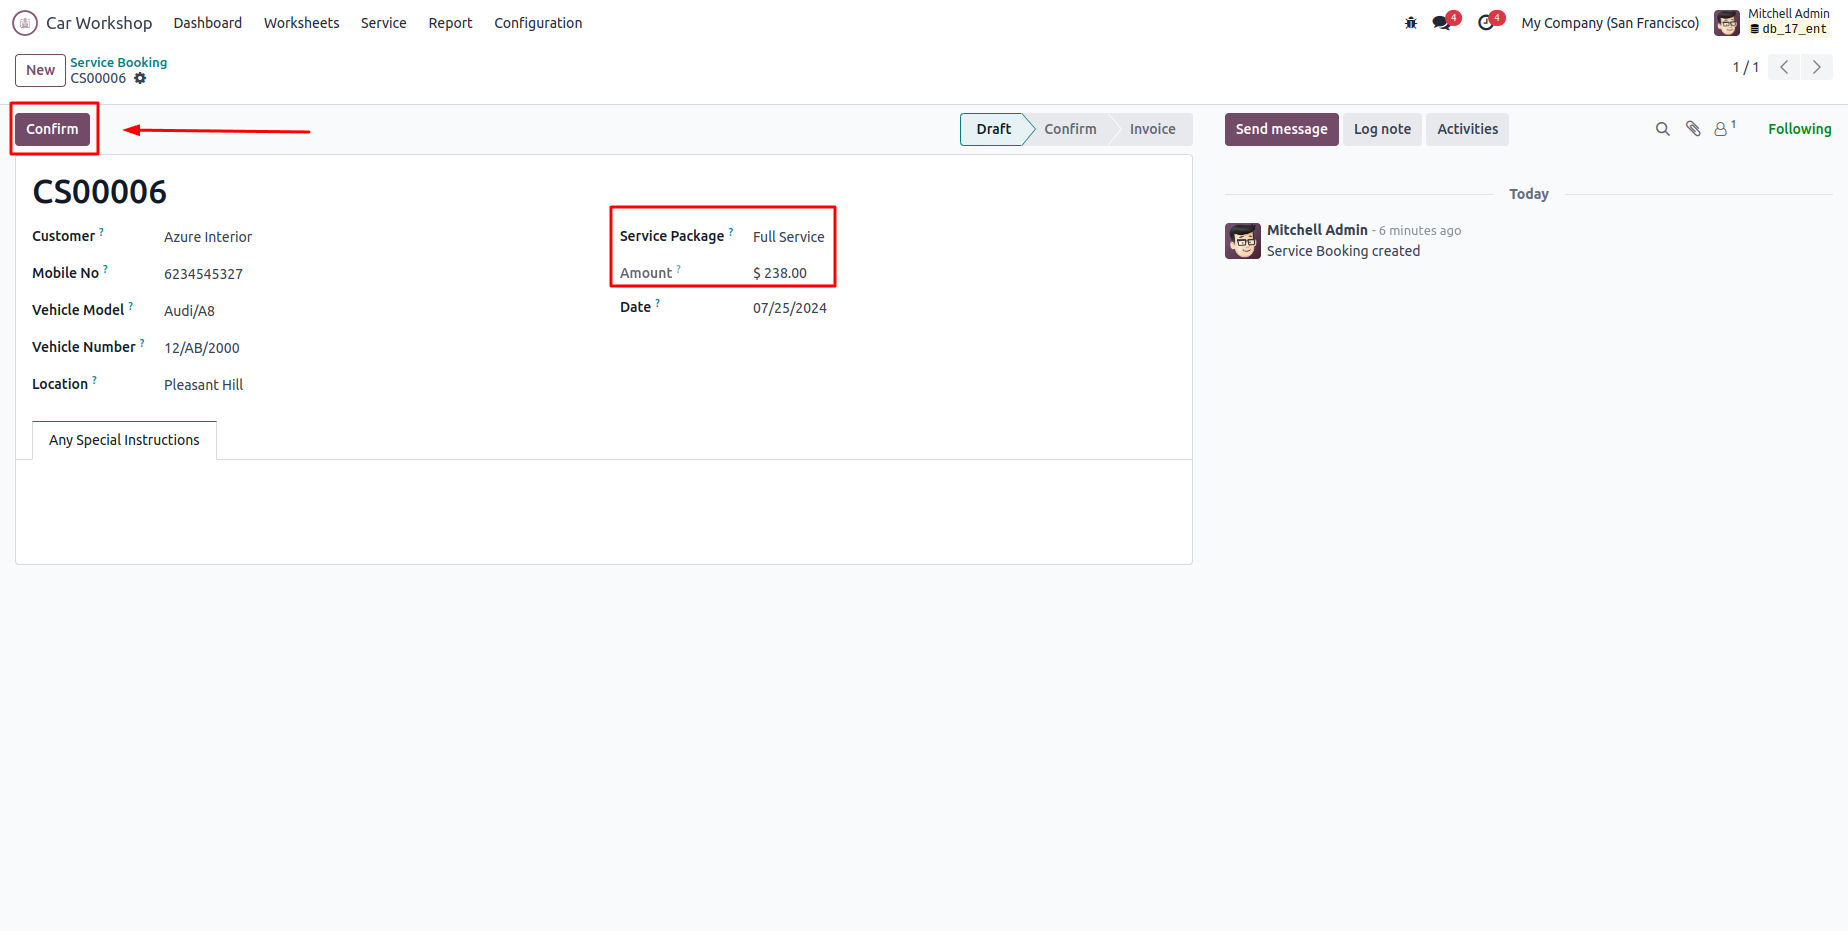 Car Workshop Dashboard Worksheets Service Report Configuration 4 4 My Company (San Francisco) Mitchell Admin
db_17_ent
New Service Booking
CS00006
1 / 1
Confirm Draft Confirm Invoice Send message Log note Activities 1 Following
CS00006
Customer ? Azure Interior
Mobile No ? 6234545327
Vehicle Model ? Audi/A8
Vehicle Number ? 12/AB/2000
Location ? Pleasant Hill
Service Package ? Full Service
Amount ? $ 238.00
Date ? 07/25/2024
Any Special Instructions
Today
Mitchell Admin - 6 minutes ago
Service Booking created